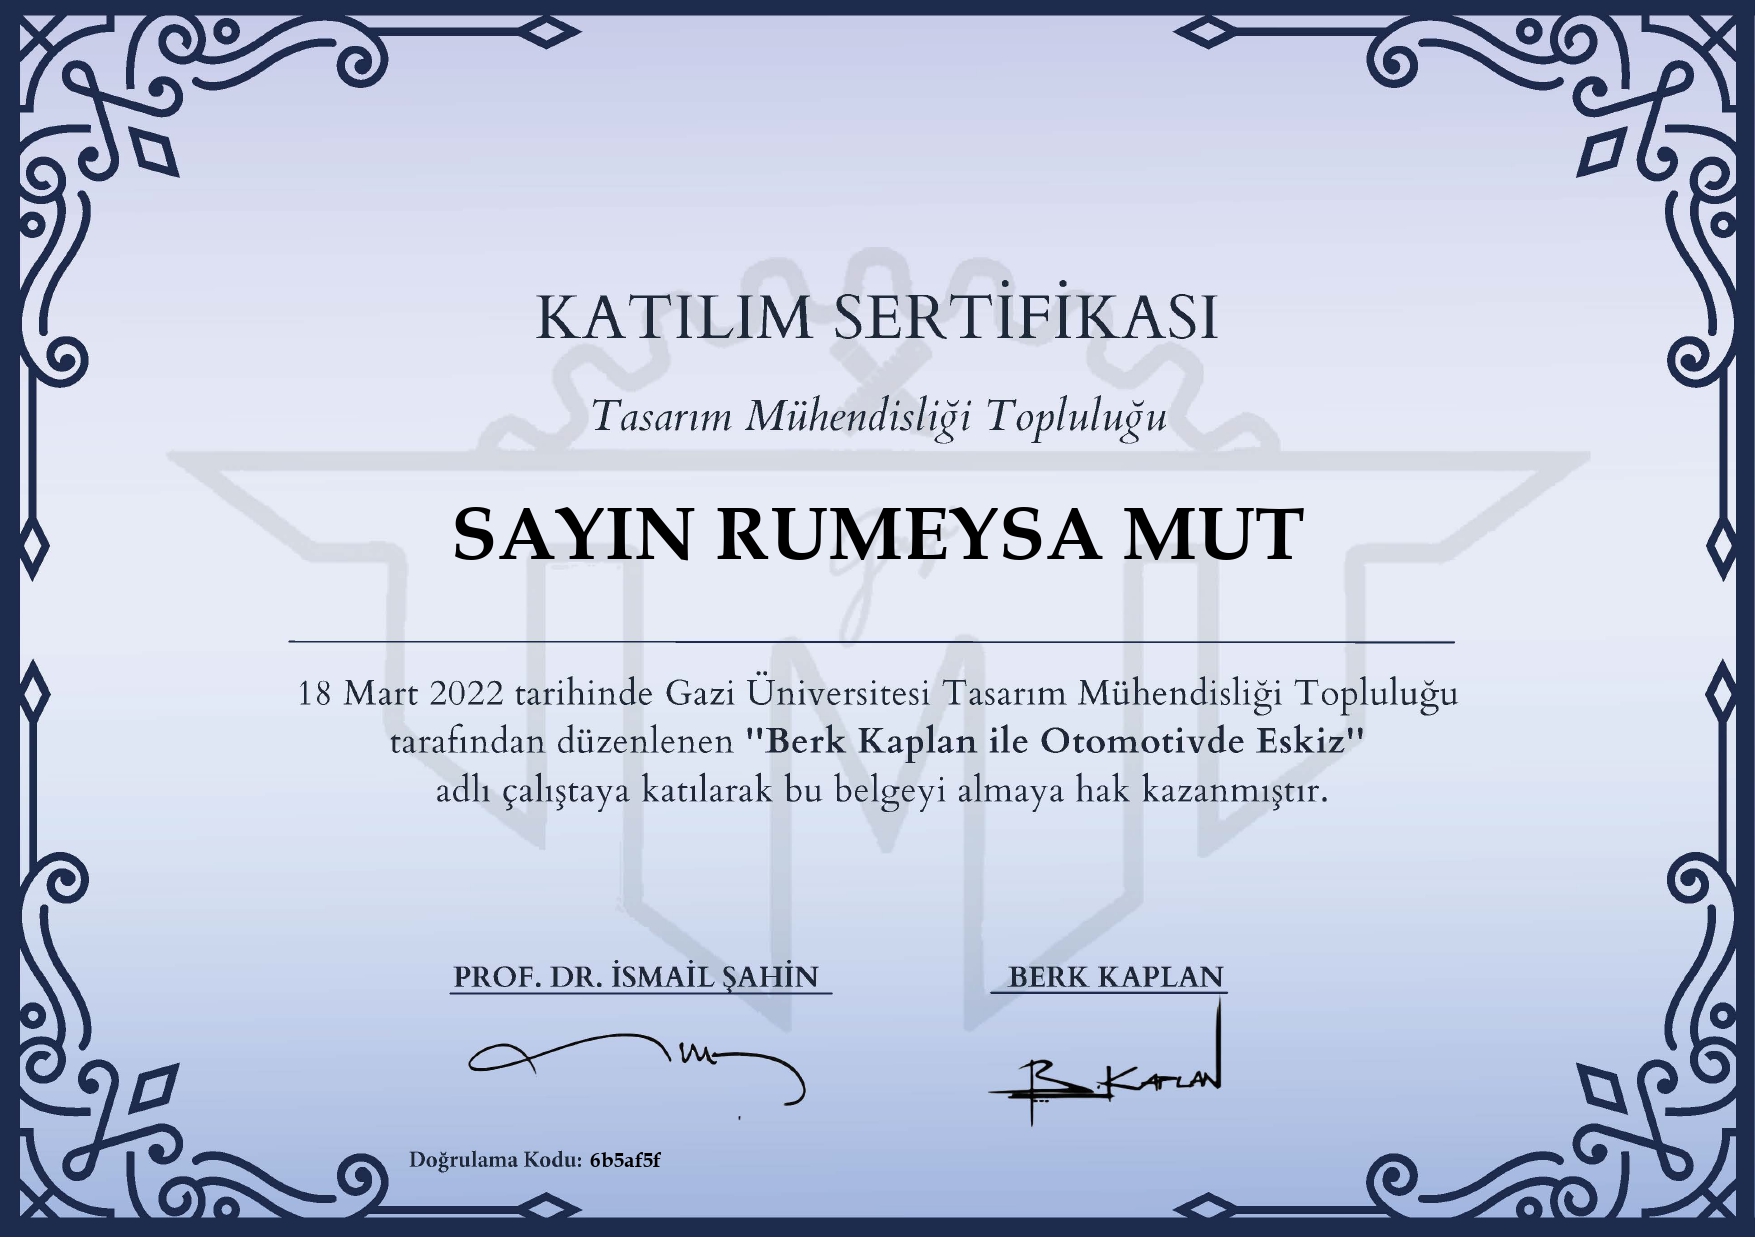 KATILIM SERTİFİKASI
Tasarım Mühendisliği Topluluğu
SAYIN RUMEYSA MUT
18 Mart 2022 tarihinde Gazi Üniversitesi Tasarım Mühendisliği Topluluğu
tarafından düzenlenen "Berk Kaplan ile Otomotivde Eskiz"
adlı çalıştaya katılarak bu belgeyi almaya hak kazanmıştır.
PROF. DR. İSMAİL ŞAHİN
BERK KAPLAN
B.KAPLAN
Doğrulama Kodu: 6b5af5f